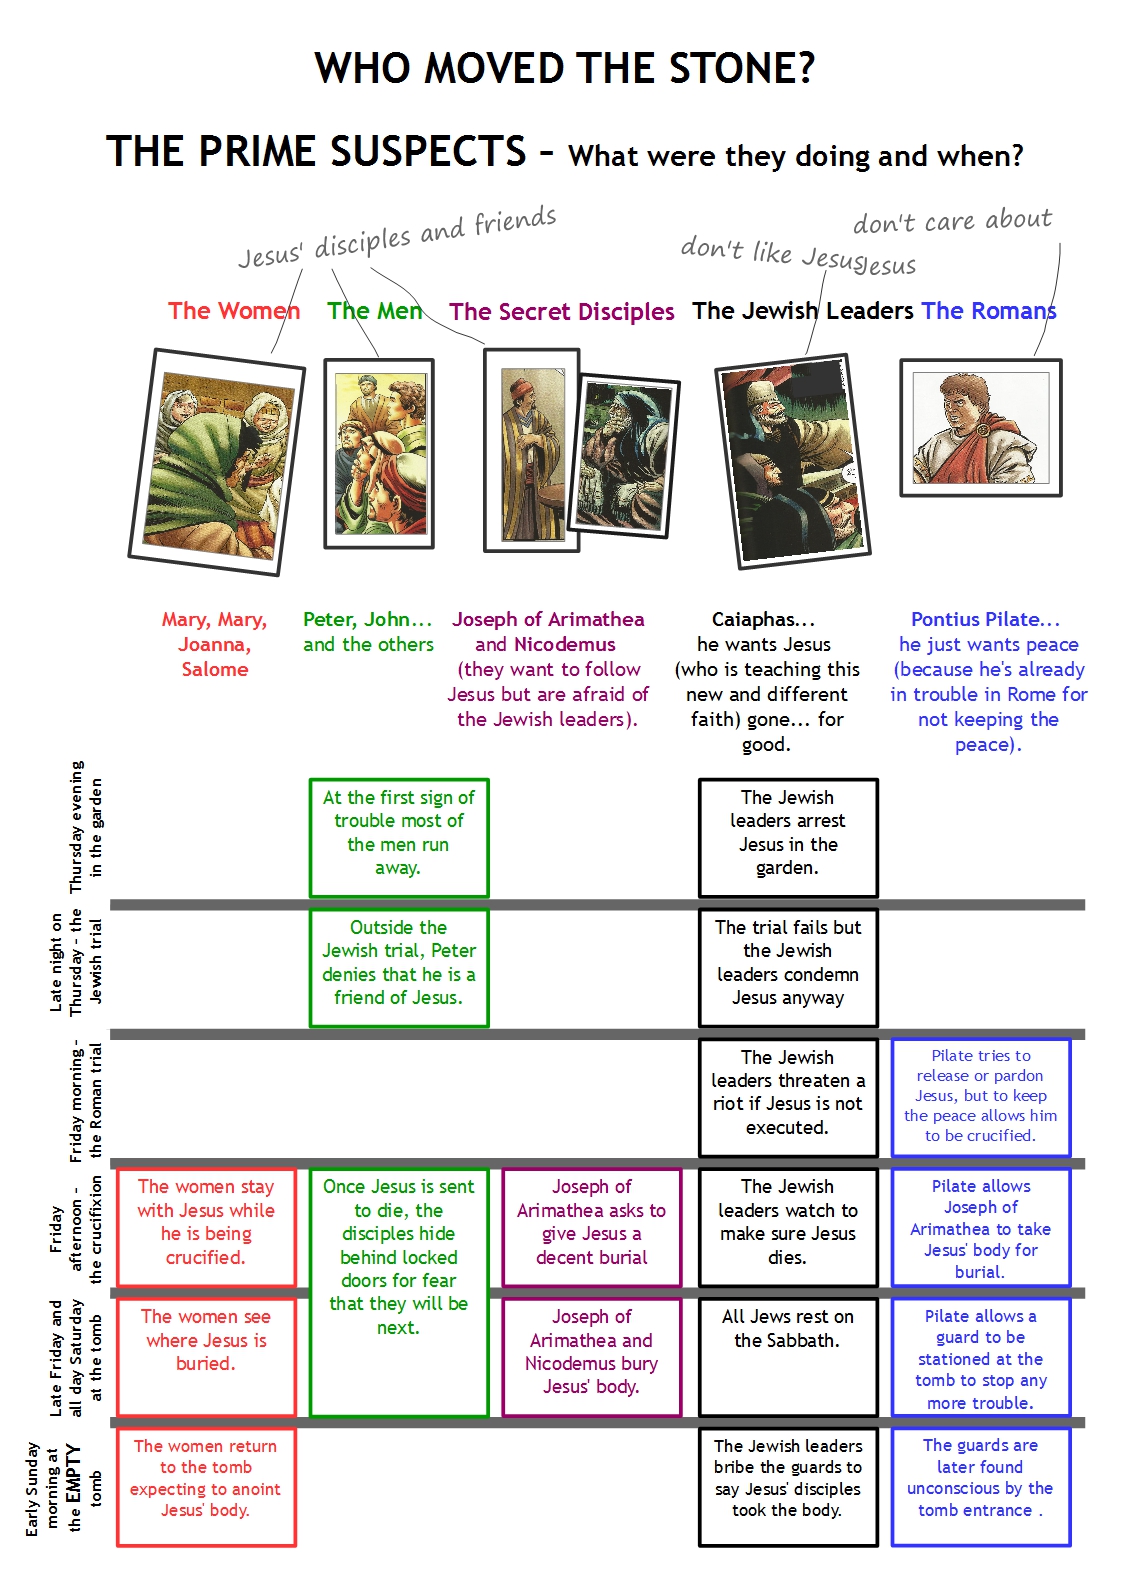 WHO MOVED THE STONE?
THE PRIME SUSPECTS – What were they doing and when?
Jesus' disciples and friends
don't like Jesus
don't care about
Jesus
The Women
The Men
The Secret Disciples
The Jewish Leaders
The Romans
Mary, Mary,
Joanna,
Salome
Peter, John...
and the others
Joseph of Arimathea
and Nicodemus
(they want to follow
Jesus but are afraid of
the Jewish leaders).
Caiaphas...
he wants Jesus
(who is teaching this
new and different
faith) gone... for
good.
Pontius Pilate...
he just wants peace
(because he's already
in trouble in Rome for
not keeping the
peace).
Thursday evening
in the garden
At the first sign of
trouble most of
the men run
away.
The Jewish
leaders arrest
Jesus in the
garden.
Late night on
Thursday - the
Jewish trial
Outside the
Jewish trial, Peter
denies that he is a
friend of Jesus.
The trial fails but
the Jewish
leaders condemn
Jesus anyway
Friday morning -
the Roman trial
The Jewish
leaders threaten a
riot if Jesus is not
executed.
Pilate tries to
release or pardon
Jesus, but to keep
the peace allows him
to be crucified.
Friday
afternoon -
the crucifixion
The women stay
with Jesus while
he is being
crucified.
Once Jesus is sent
to die, the
disciples hide
behind locked
doors for fear
that they will be
next.
Joseph of
Arimathea asks to
give Jesus a
decent burial
The Jewish
leaders watch to
make sure Jesus
dies.
Pilate allows
Joseph of
Arimathea to take
Jesus' body for
burial.
Late Friday and
all day Saturday
at the tomb
The women see
where Jesus is
buried.
Joseph of
Arimathea and
Nicodemus bury
Jesus' body.
All Jews rest on
the Sabbath.
Pilate allows a
guard to be
stationed at the
tomb to stop any
more trouble.
Early Sunday
morning at
the EMPTY
tomb
The women return
to the tomb
expecting to anoint
Jesus' body.
The Jewish leaders
bribe the guards to
say Jesus' disciples
took the body.
The guards are
later found
unconscious by the
tomb entrance .